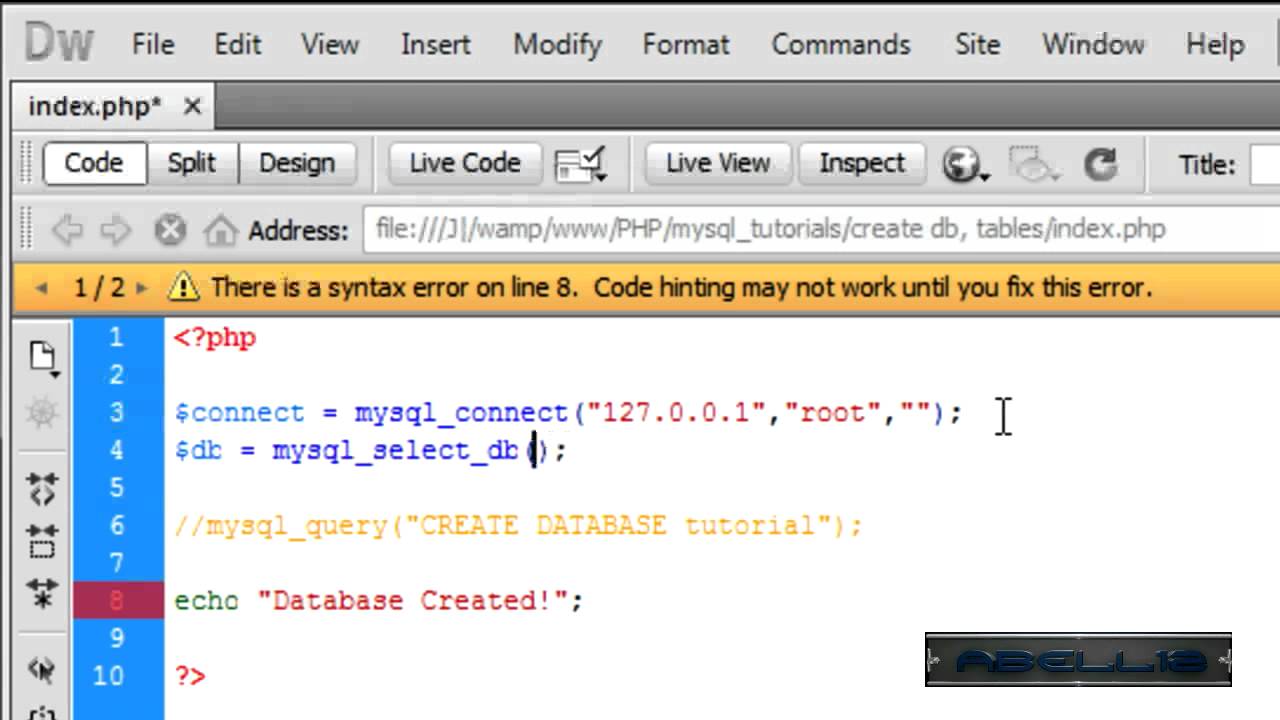 Dw File Edit View Insert Modify Format Commands Site Window Help
index.php*
Code Split Design Live Code Live View Inspect Title:
Address: file:///J|/wamp/www/PHP/mysql_tutorials/create db, tables/index.php
1 / 2 There is a syntax error on line 8. Code hinting may not work until you fix this error.
1 <?php
2
3 $connect = mysql_connect("127.0.0.1","root","");
4 $db = mysql_select_db();
5
6 //mysql_query("CREATE DATABASE tutorial");
7
8 echo "Database Created!";
9
10 ?>
ABELL12